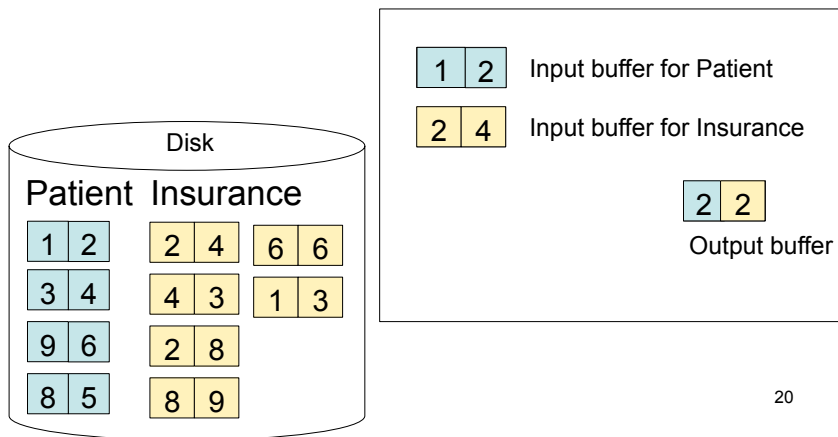 1 2 Input buffer for Patient
2 4 Input buffer for Insurance
2 2
Output buffer
Disk
Patient Insurance
1 2 2 4 6 6
3 4 4 3 1 3
9 6 2 8
8 5 8 9
20